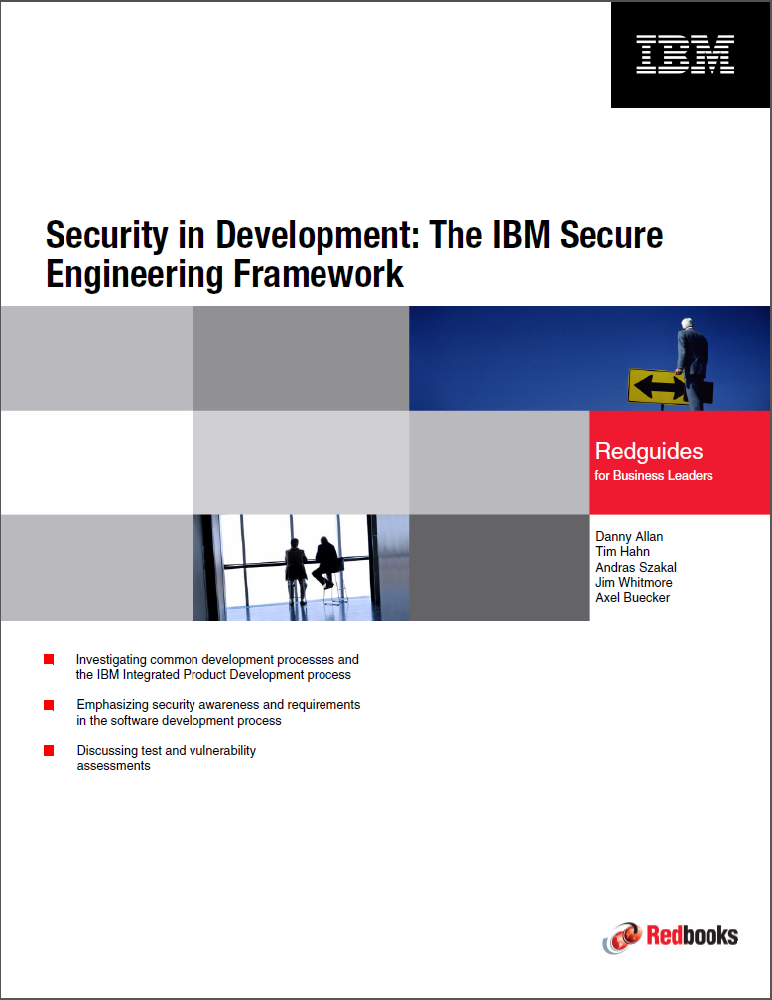 IBM
Security in Development: The IBM Secure
Engineering Framework
Redguides
for Business Leaders
Danny Allan
Tim Hahn
Andras Szakal
Jim Whitmore
Axel Buecker
Investigating common development processes and
the IBM Integrated Product Development process
Emphasizing security awareness and requirements
in the software development process
Discussing test and vulnerability
assessments
Redbooks